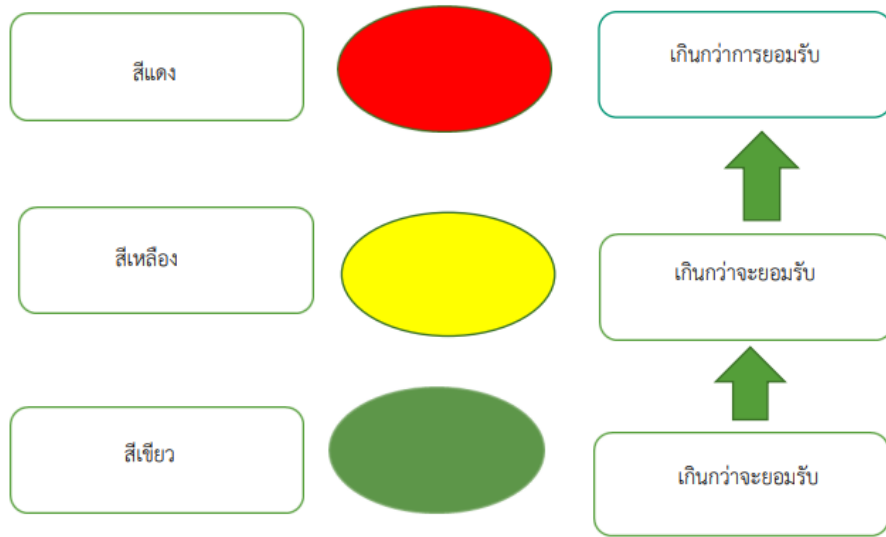 สีแดง
เกินกว่าการยอมรับ
สีเหลือง
เกินกว่าจะยอมรับ
สีเขียว
เกินกว่าจะยอมรับ